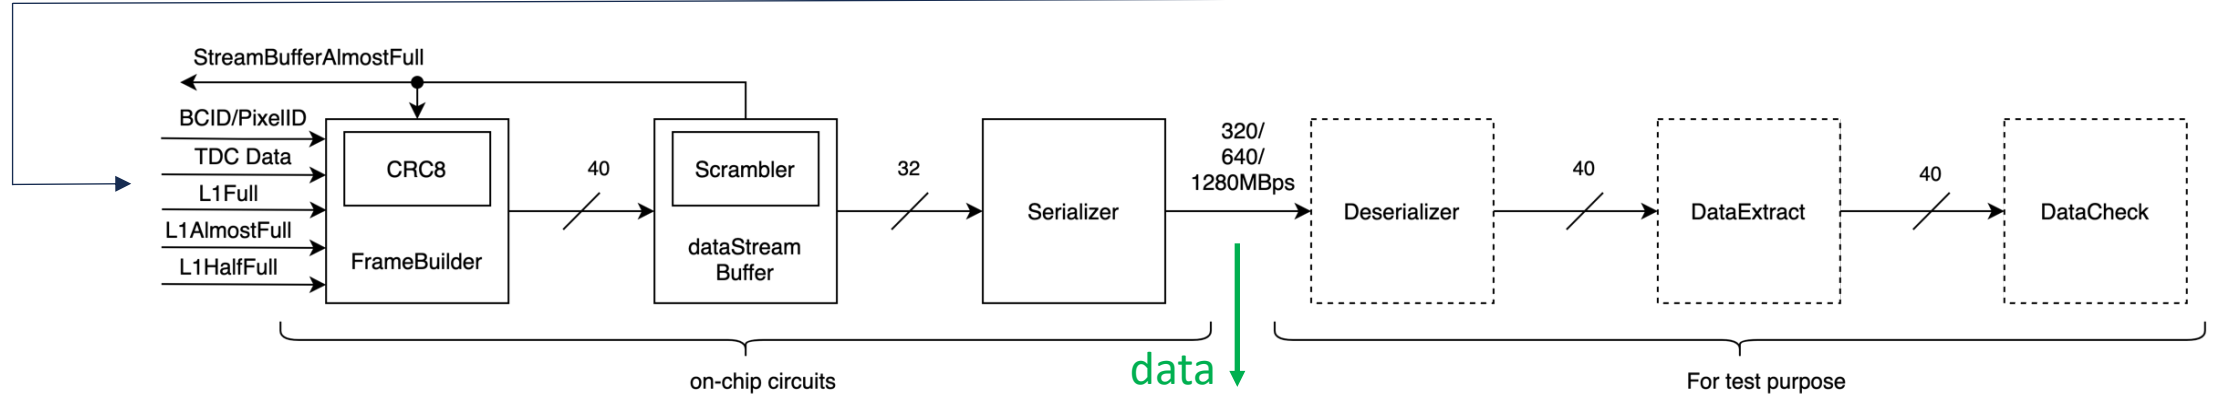 StreamBufferAlmostFull
BCID/PixelID
TDC Data
L1Full
L1AlmostFull
L1HalfFull
CRC8
FrameBuilder
40
Scrambler
dataStream
Buffer
32
Serializer
320/
640/
1280MBps
Deserializer
40
DataExtract
40
DataCheck
on-chip circuits
data
For test purpose